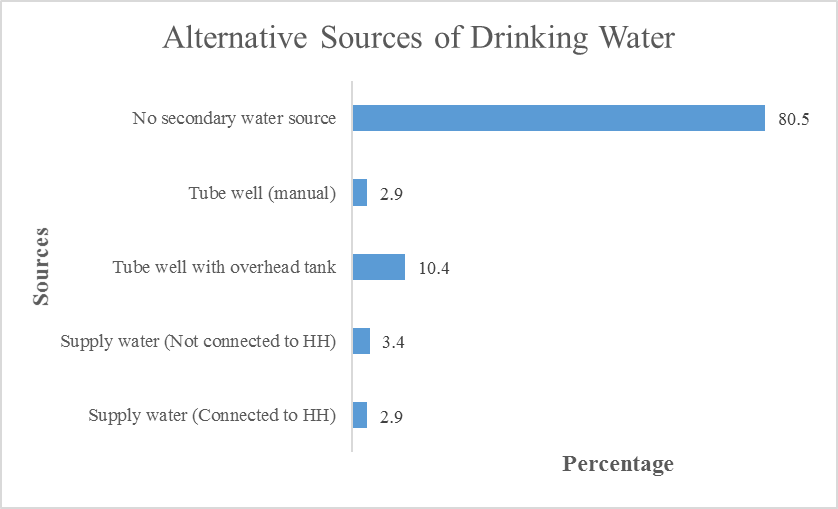 Alternative Sources of Drinking Water
No secondary water source
80.5
Tube well (manual)
2.9
Tube well with overhead tank
10.4
Supply water (Not connected to HH)
3.4
Supply water (Connected to HH)
2.9
Sources
Percentage